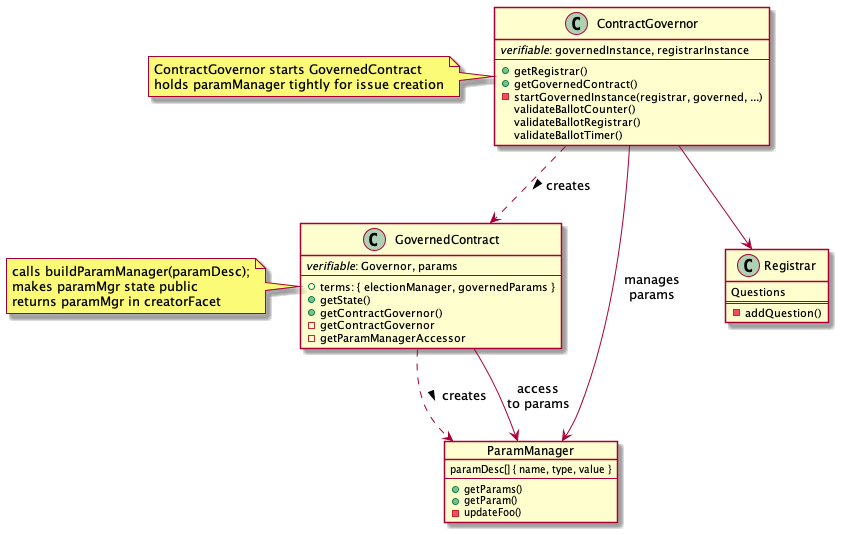 C ContractGovernor
verifiable: governedInstance, registrarInstance
getRegistrar()
getGovernedContract()
startGovernedInstance(registrar, governed, ...)
validateBallotCounter()
validateBallotRegistrar()
validateBallotTimer()
ContractGovernor starts GovernedContract
holds paramManager tightly for issue creation
creates
C GovernedContract
verifiable: Governor, params
terms: { electionManager, governedParams }
getState()
getContractGovernor()
getContractGovernor
getParamManagerAccessor
calls buildParamManager(paramDesc);
makes paramMgr state public
returns paramMgr in creatorFacet
manages
params
C Registrar
Questions
addQuestion()
creates
access
to params
ParamManager
paramDesc[] { name, type, value }
getParams()
getParam()
updateFoo()